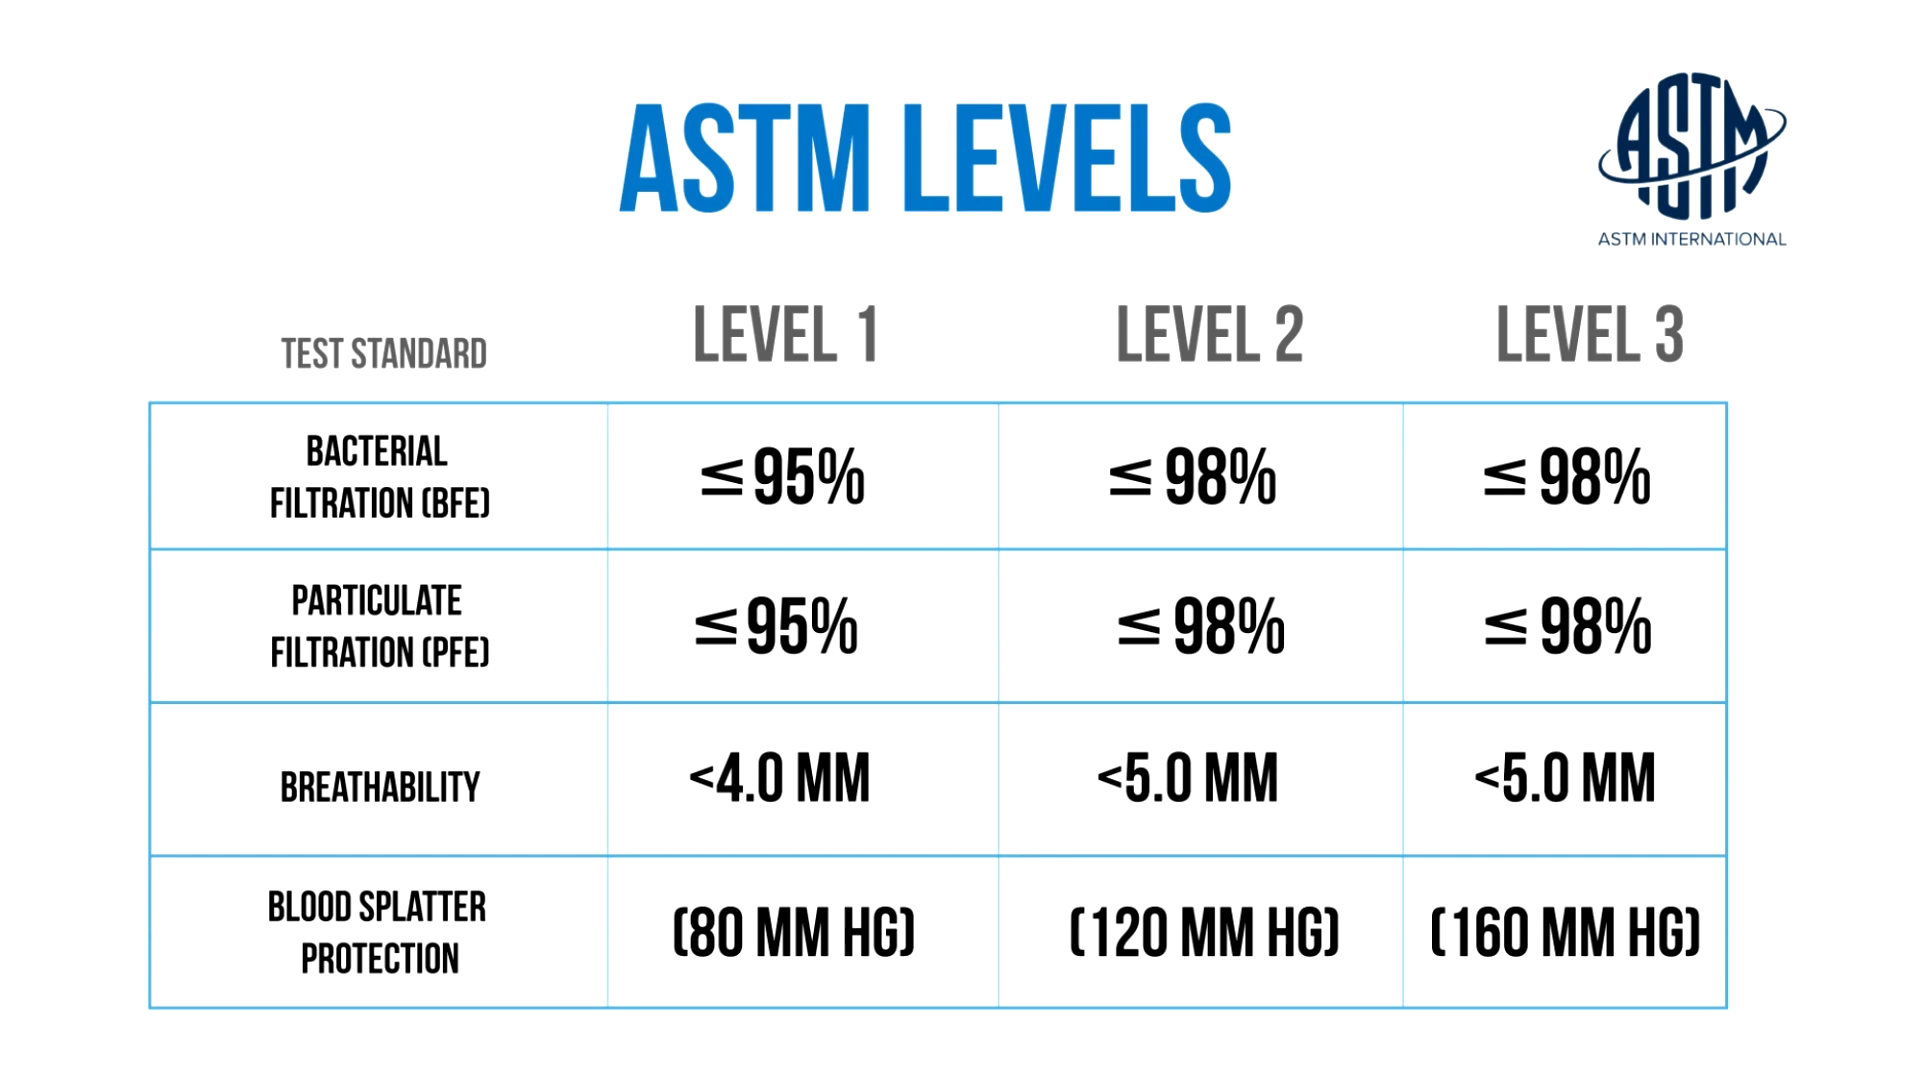 ASTM LEVELS
ASTM
ASTM INTERNATIONAL
TEST STANDARD LEVEL 1 LEVEL 2 LEVEL 3
BACTERIAL
FILTRATION (BFE)
≤95% ≤98% ≤98%
PARTICULATE
FILTRATION (PFE)
≤95% ≤98% ≤98%
BREATHABILITY <4.0 MM <5.0 MM <5.0 MM
BLOOD SPLATTER
PROTECTION
(80 MM HG) (120 MM HG) (160 MM HG)